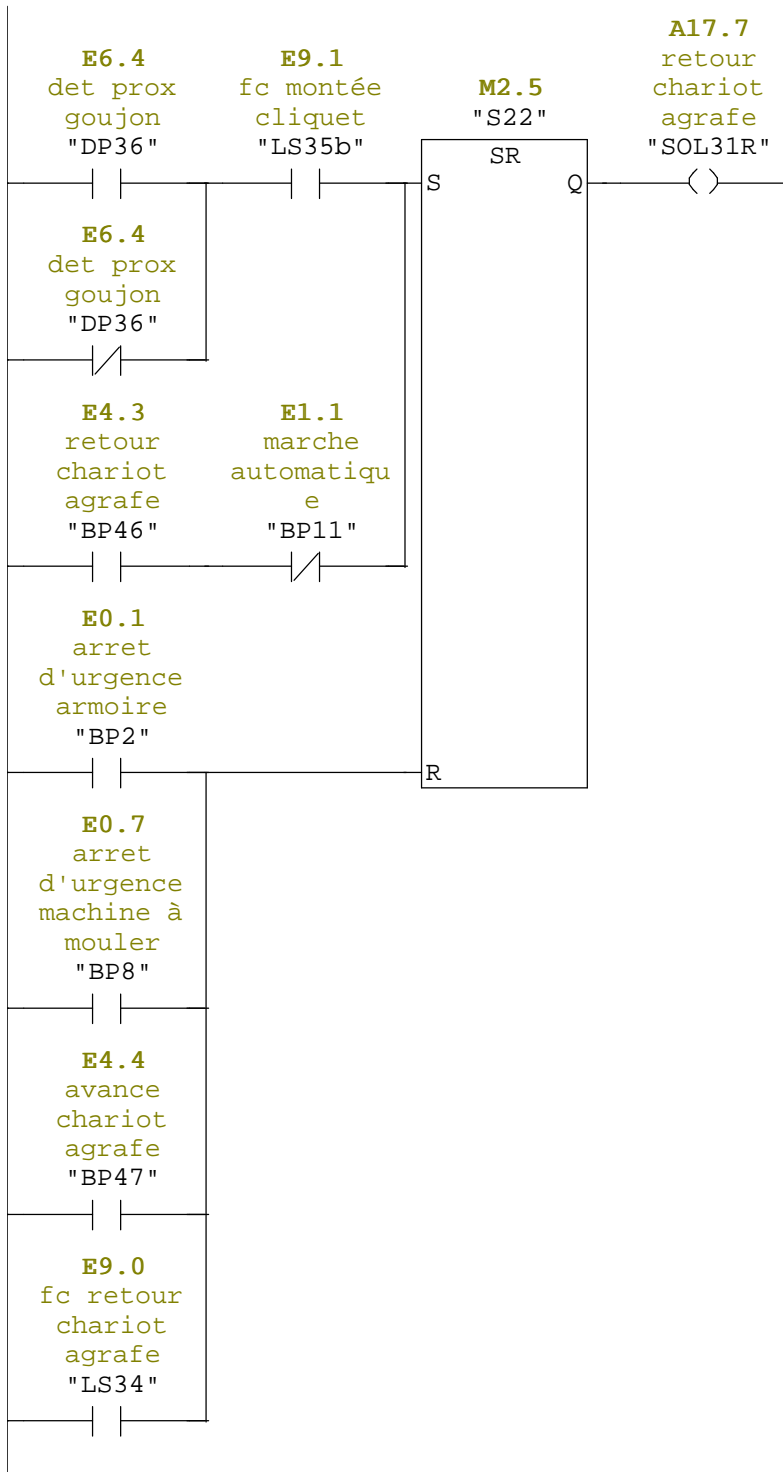 A17.7
E6.4
E9.1
retour
det prox
fc montée
M2.5
chariot
goujon
cliquet
"S22"
agrafe
"DP36"
"LS35b"
SR
"SOL31R"
S
Q
E6.4
det prox
goujon
"DP36"
E4.3
E1.1
retour
marche
chariot
automatiqu
agrafe
e
"BP46"
"BP11"
E0.1
arret
d'urgence
armoire
"BP2"
R
E0.7
arret
d'urgence
machine à
mouler
"BP8"
E4.4
avance
chariot
agrafe
"BP47"
E9.0
fc retour
chariot
agrafe
"LS34"